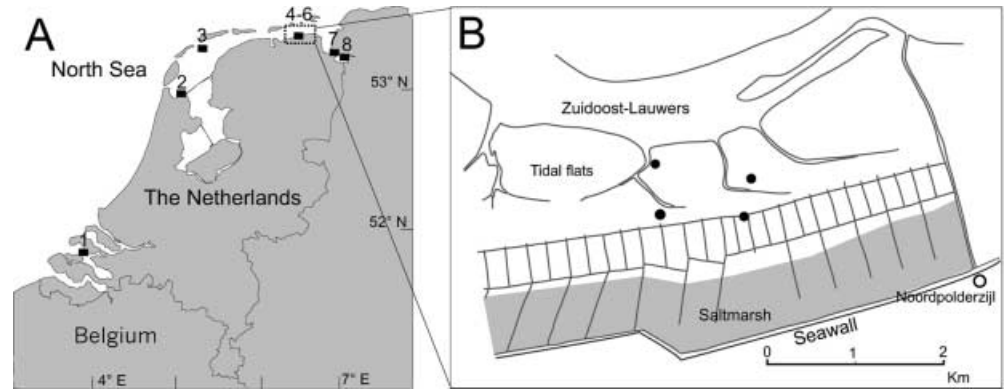 A
North Sea
1
2
3
4-6
7
8
53° N
52° N
The Netherlands
Belgium
4° E
7° E
B
Zuidoost-Lauwers
Tidal flats
Noordpolderzijl
Saltmarsh
Seawall
0 1 2
Km